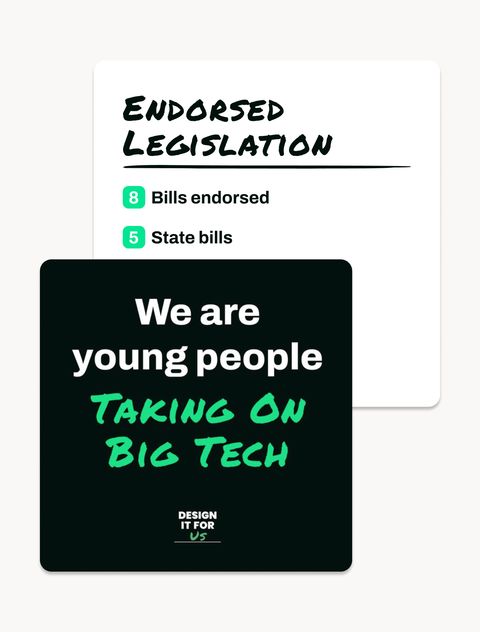 Endorsed
Legislation
8 Bills endorsed
5 State bills
We are
young people
Taking On
Big Tech
DESIGN
IT FOR
Us